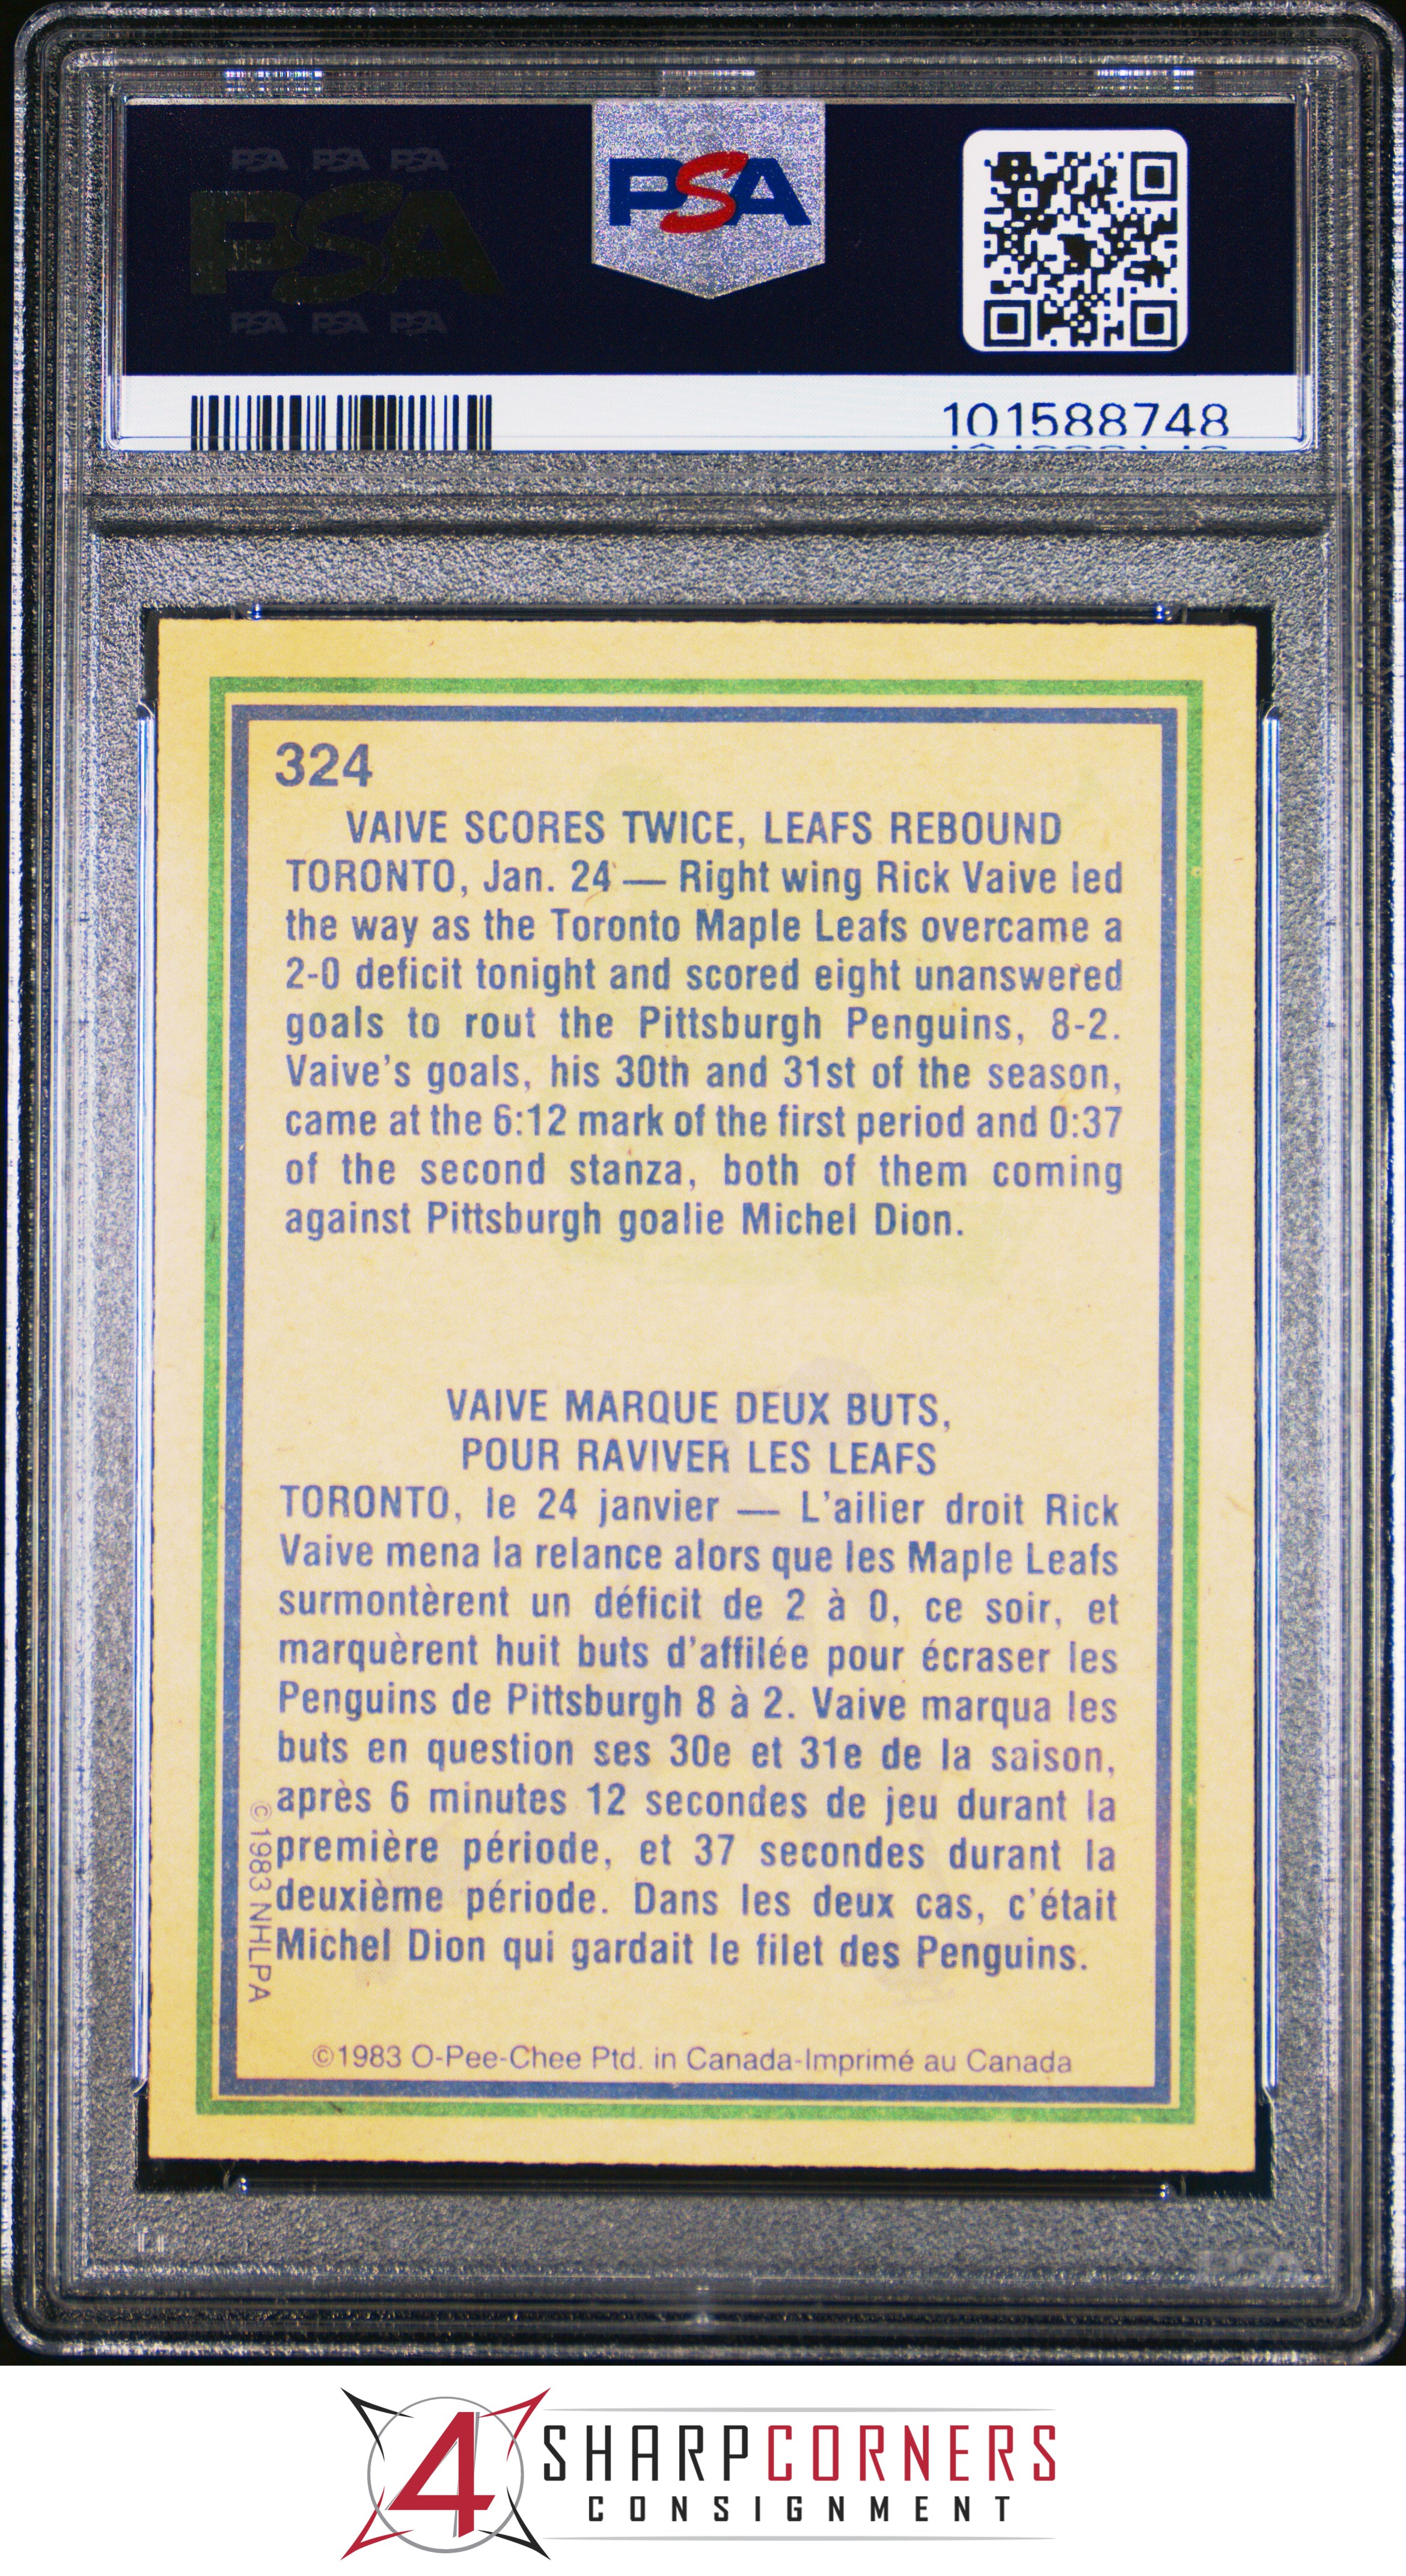 PSA PSA PSA
PSA
PSA PSA PSA
PSA
101588748
324
VAIVE SCORES TWICE, LEAFS REBOUND
TORONTO, Jan. 24 — Right wing Rick Vaive led
the way as the Toronto Maple Leafs overcame a
2-0 deficit tonight and scored eight unanswered
goals to rout the Pittsburgh Penguins, 8-2.
Vaive's goals, his 30th and 31st of the season,
came at the 6:12 mark of the first period and 0:37
of the second stanza, both of them coming
against Pittsburgh goalie Michel Dion.
VAIVE MARQUE DEUX BUTS,
POUR RAVIVER LES LEAFS
TORONTO, le 24 janvier — L'ailier droit Rick
Vaive mena la relance alors que les Maple Leafs
surmontèrent un déficit de 2 à 0, ce soir, et
marquèrent huit buts d'affilée pour écraser les
Penguins de Pittsburgh 8 à 2. Vaive marqua les
buts en question ses 30e et 31e de la saison,
après 6 minutes 12 secondes de jeu durant la
première période, et 37 secondes durant la
deuxième période. Dans les deux cas, c'était
Michel Dion qui gardait le filet des Penguins.
©1983 NHLPA
©1983 O-Pee-Chee Ptd. in Canada-Imprimé au Canada
4 SHARPCORNERS
CONSIGNMENT